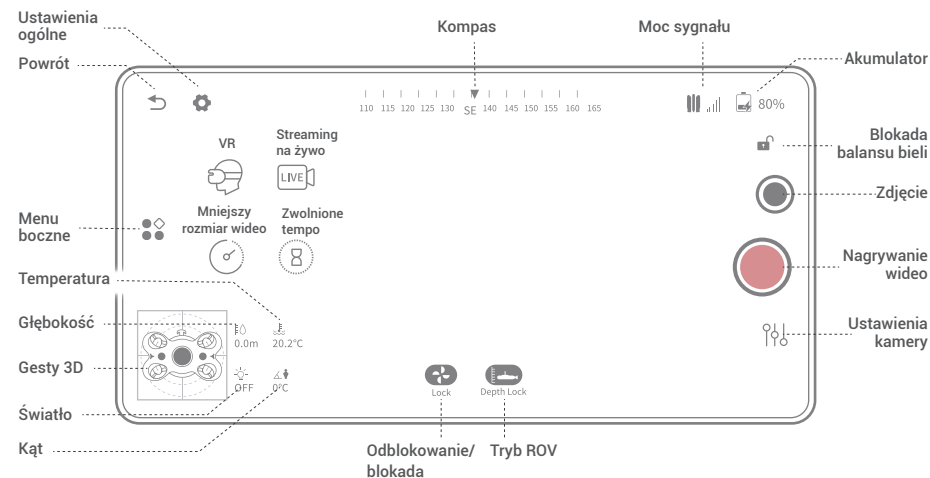 Ustawienia
ogólne
Powrót
Kompas
Moc sygnału
Akumulator
110 115 120 125 130 SE 140 145 150 155 160 165
80%
VR
Streaming
na żywo
LIVE
Blokada
balansu bieli
Zdjęcie
Menu
boczne
Mniejszy
rozmiar wideo
Zwolnione
tempo
Nagrywanie
wideo
Temperatura
Głębokość
0.0m
20.2°C
Ustawienia
kamery
Gesty 3D
OFF
0°C
Lock
Depth Lock
Światło
Kąt
Odblokowanie/
blokada
Tryb ROV